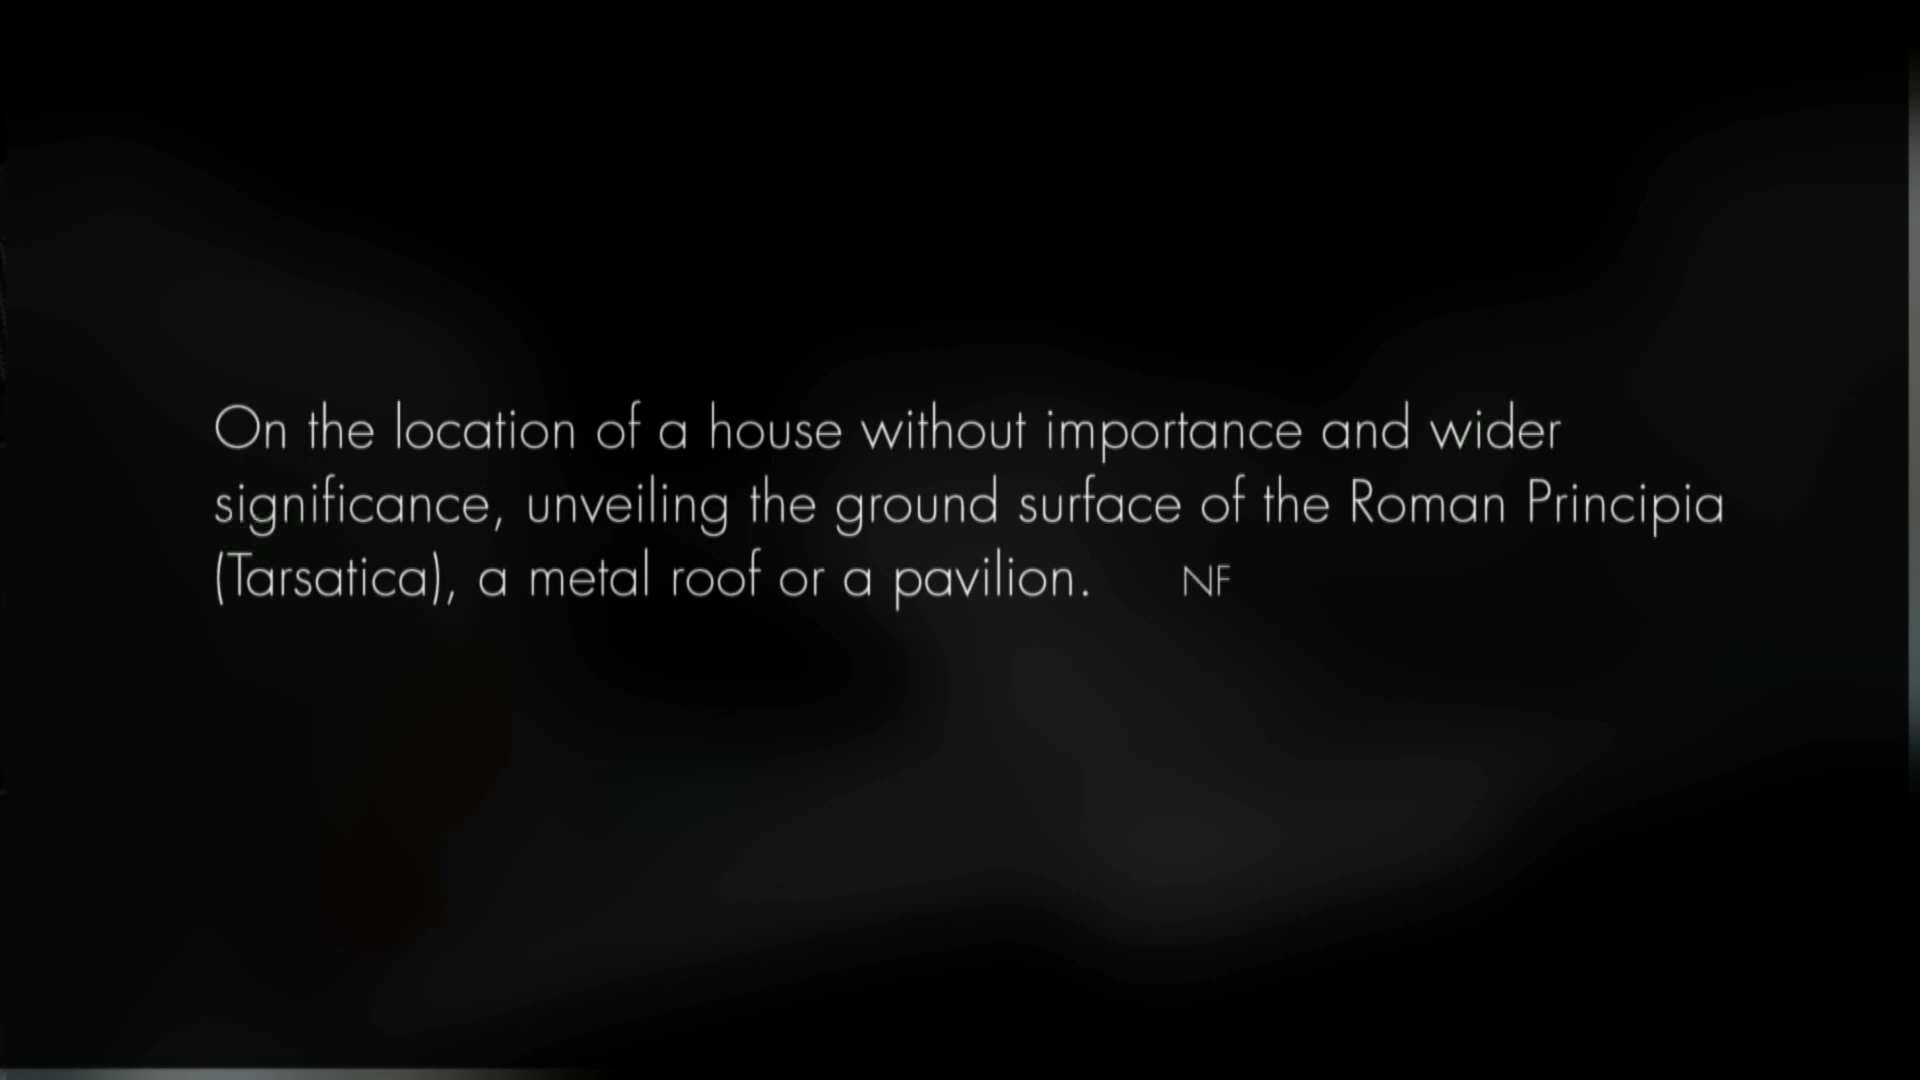 On the location of a house without importance and wider
significance, unveiling the ground surface of the Roman Principia
(Tarsatica), a metal roof or a pavilion. NF